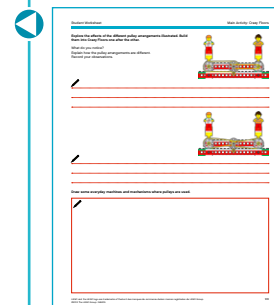 Student Worksheet
Main Activity: Crazy Floors
Explore the effects of the different pulley arrangements illustrated. Build
them into Crazy Floors one after the other.
What do you notice?
Explain how the pulley arrangements are different.
Record your observations.
Draw some everyday machines and mechanisms where pulleys are used.